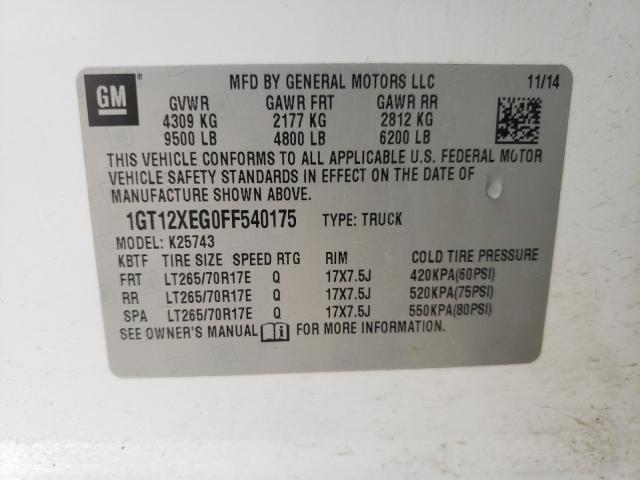 GM
MFD BY GENERAL MOTORS LLC 11/14
GVWR GAWR FRT GAWR RR
4309 KG 2177 KG 2812 KG
9500 LB 4800 LB 6200 LB
THIS VEHICLE CONFORMS TO ALL APPLICABLE U.S. FEDERAL MOTOR
VEHICLE SAFETY STANDARDS IN EFFECT ON THE DATE OF
MANUFACTURE SHOWN ABOVE.
1GT12XEG0FF540175 TYPE: TRUCK
MODEL: K25743
KBTF TIRE SIZE SPEED RTG RIM COLD TIRE PRESSURE
FRT LT265/70R17E Q 17X7.5J 420KPA(60PSI)
RR LT265/70R17E Q 17X7.5J 520KPA(75PSI)
SPA LT265/70R17E Q 17X7.5J 550KPA(80PSI)
SEE OWNER'S MANUAL FOR MORE INFORMATION.